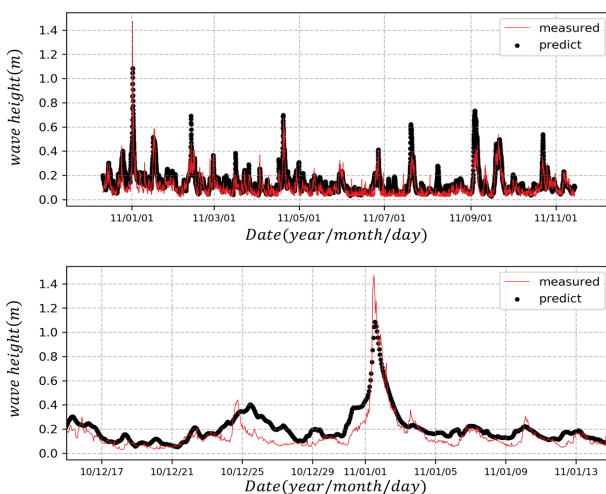 measured
predict
1.4
1.2
1.0
0.8
0.6
0.4
0.2
0.0
wave height(m)
11/01/01 11/03/01 11/05/01 11/07/01 11/09/01 11/11/01
Date(year/month/day)
measured
predict
1.4
1.2
1.0
0.8
0.6
0.4
0.2
0.0
wave height(m)
10/12/17 10/12/21 10/12/25 10/12/29 11/01/01 11/01/05 11/01/09 11/01/13
Date(year/month/day)